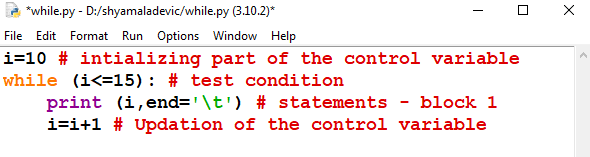 *while.py - D:/shyamaladevic/while.py (3.10.2)*
File Edit Format Run Options Window Help
i=10 # intializing part of the control variable
while (i<=15): # test condition
    print (i,end='\t') # statements - block 1
    i=i+1 # Updation of the control variable